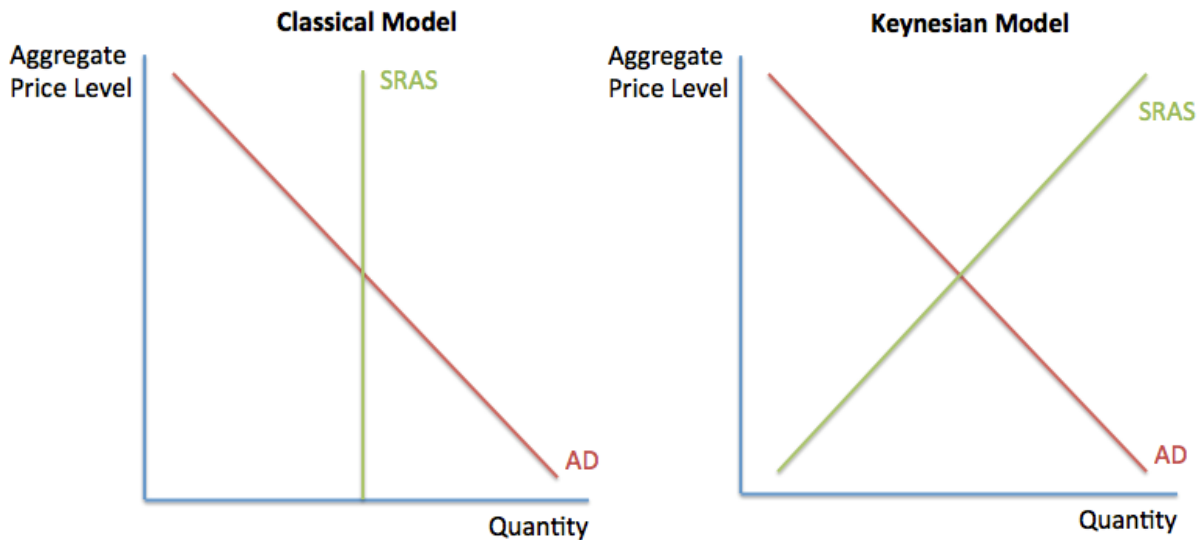 Classical Model
Aggregate
Price Level
SRAS
AD
Quantity
Keynesian Model
Aggregate
Price Level
SRAS
AD
Quantity